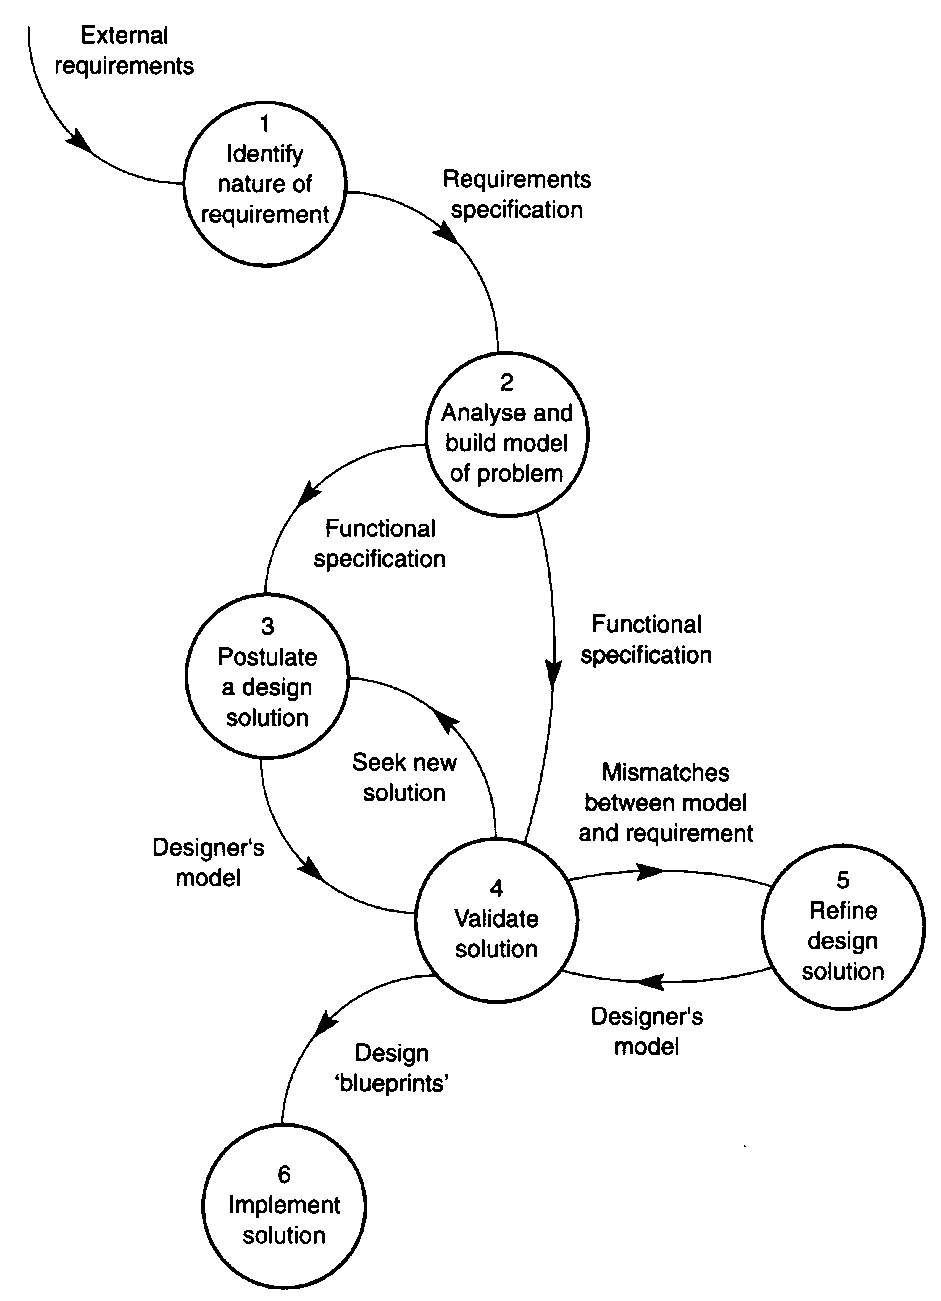 External
requirements
1
Identify
nature of
requirement
Requirements
specification
2
Analyse and
build model
of problem
Functional
specification
3
Postulate
a design
solution
Functional
specification
Seek new
solution
Mismatches
between model
and requirement
Designer's
model
4
Validate
solution
5
Refine
design
solution
Designer's
model
Design
‘blueprints’
6
Implement
solution